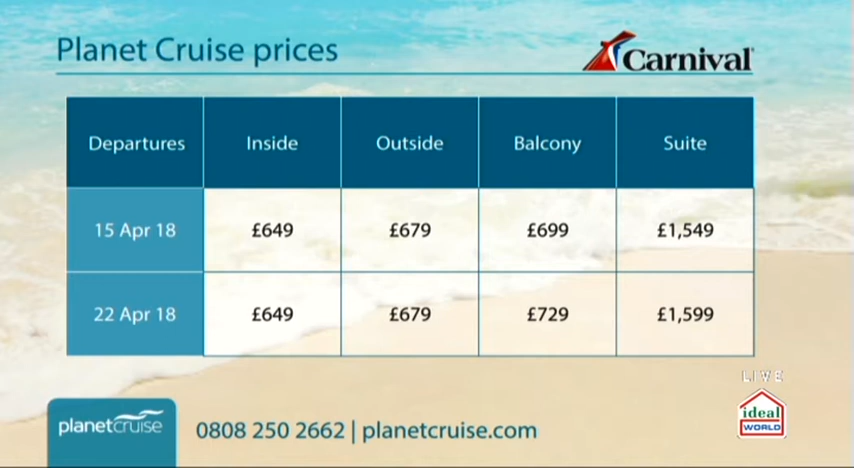 Planet Cruise prices
Carnival
Departures Inside Outside Balcony Suite
15 Apr 18 £649 £679 £699 £1,549
22 Apr 18 £649 £679 £729 £1,599
LIVE
ideal
WORLD
planetcruise
0808 250 2662 | planetcruise.com